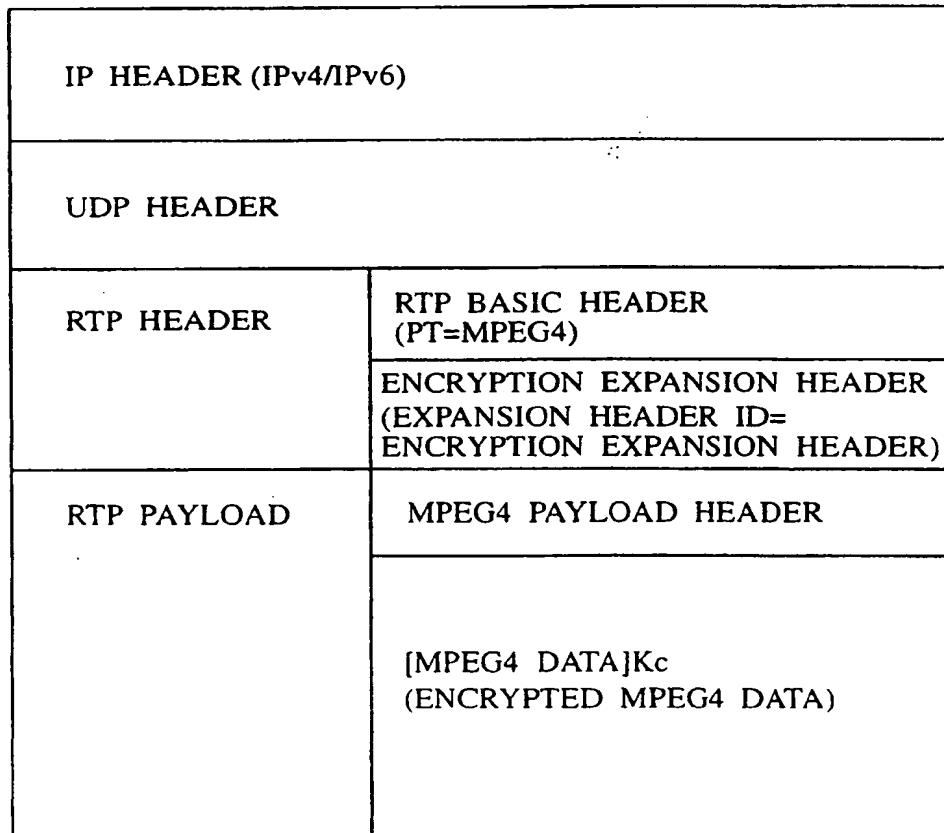 IP HEADER (IPv4/IPv6)
UDP HEADER
RTP HEADER
RTP BASIC HEADER
(PT=MPEG4)
ENCRYPTION EXPANSION HEADER
(EXPANSION HEADER ID=
ENCRYPTION EXPANSION HEADER)
RTP PAYLOAD
MPEG4 PAYLOAD HEADER
[MPEG4 DATA]Kc
(ENCRYPTED MPEG4 DATA)